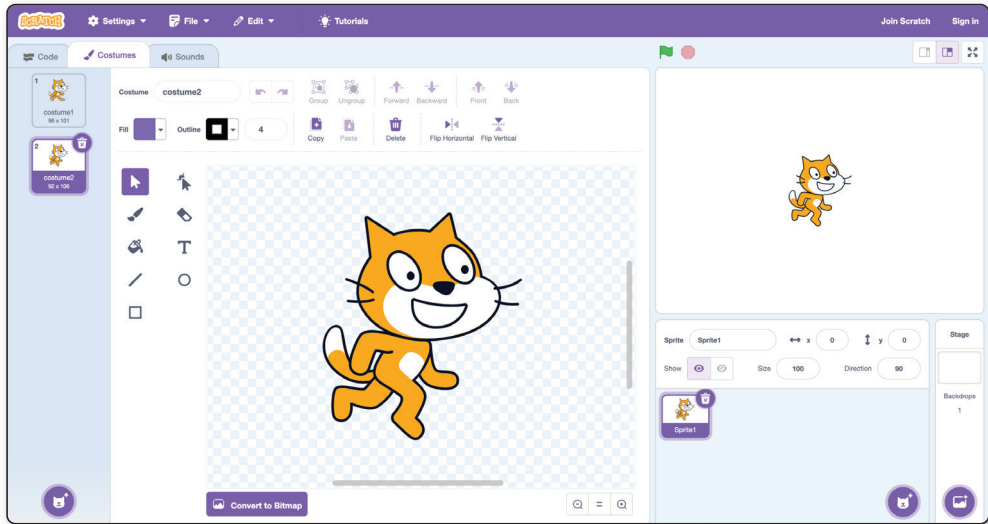 SCRATCH Settings File Edit Tutorials Join Scratch Sign in
Code Costumes Sounds
1
costume1
96 x 101
2
costume2
92 x 106
Costume costume2 Group Ungroup Forward Backward Front Back
Fill Outline 4 Copy Paste Delete Flip Horizontal Flip Vertical
T
Convert to Bitmap
Sprite Sprite1 x 0 y 0
Show Size 100 Direction 90
Sprite1
Stage
Backdrops
1